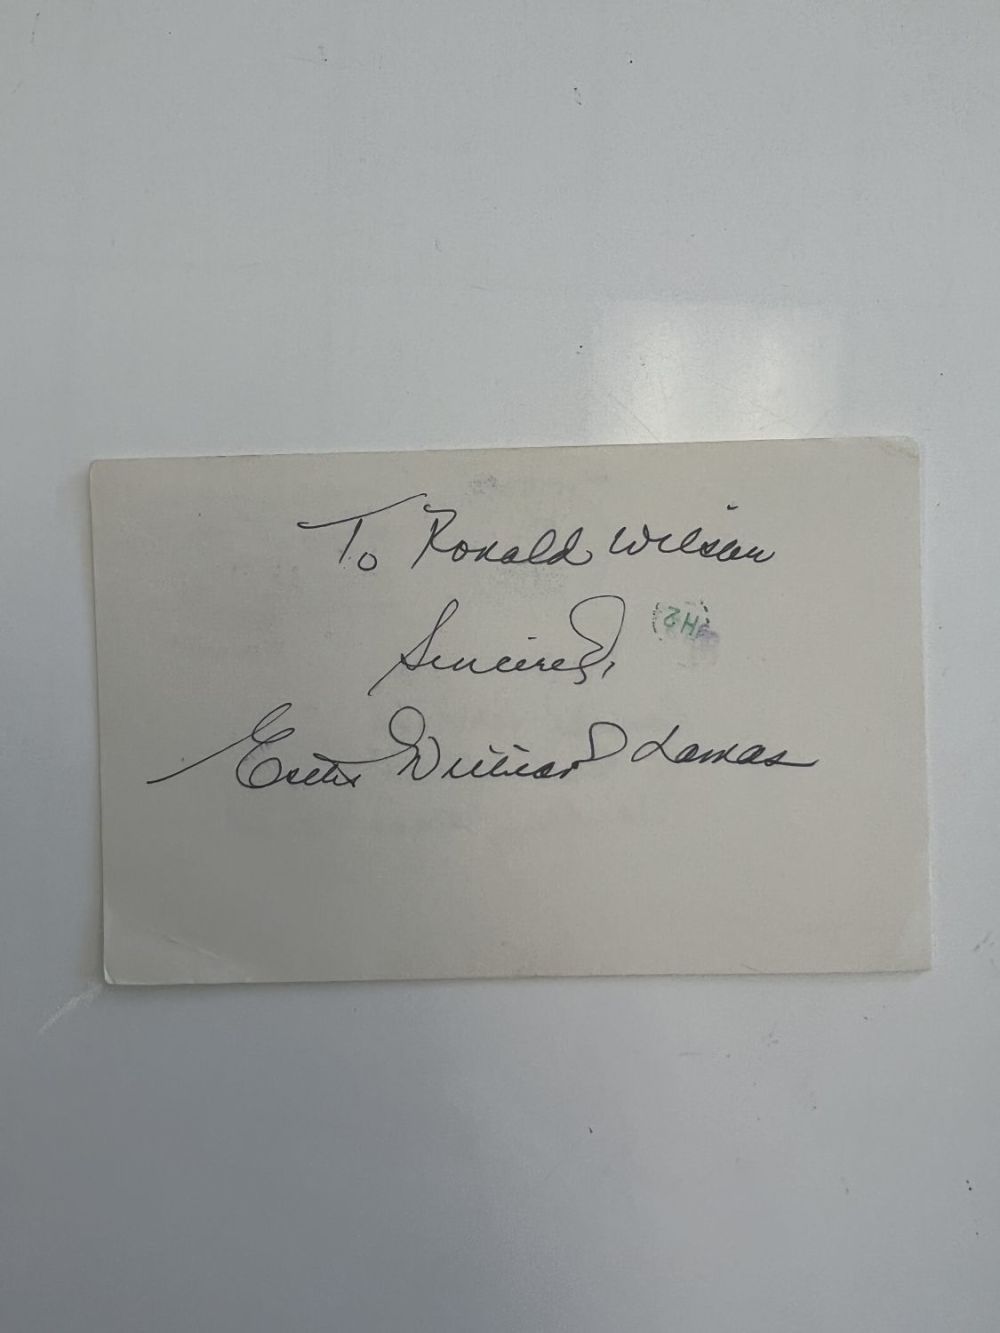 To Ronald Wilson
Sincerely,
Esther Williams Lamas